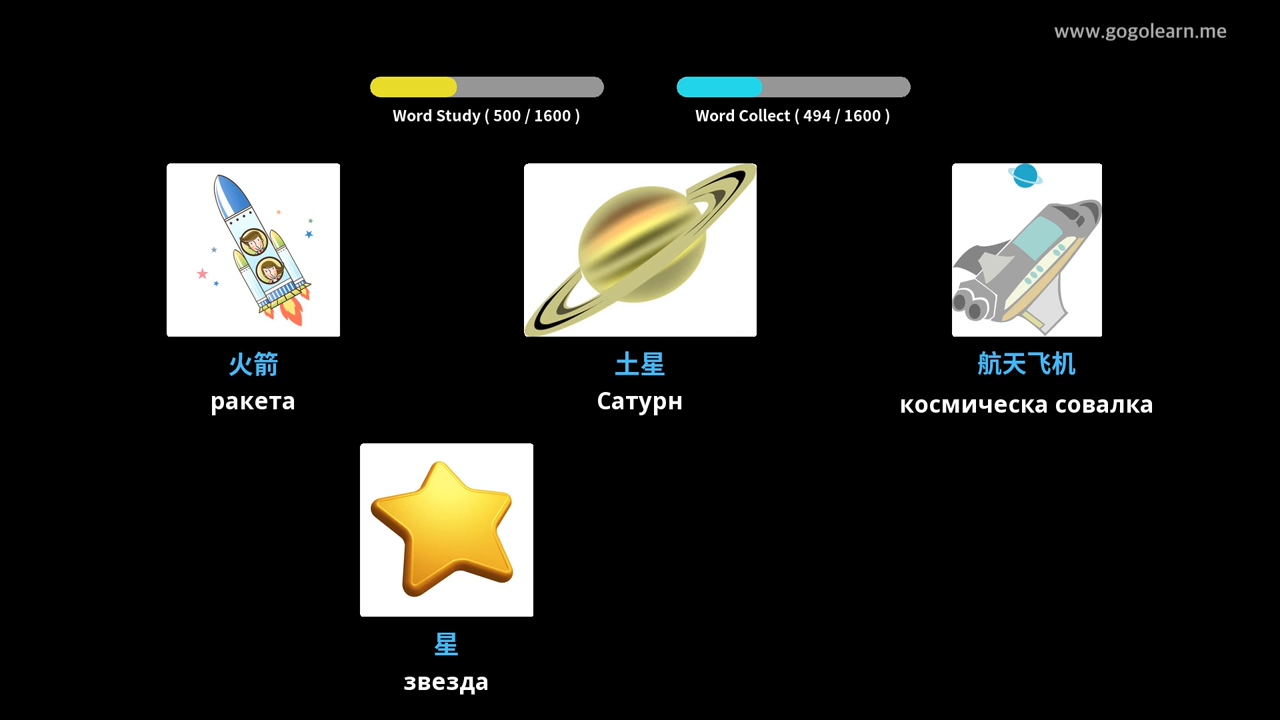 www.gogolearn.me
Word Study ( 500 / 1600 )
Word Collect ( 494 / 1600 )
火箭
ракета
土星
Сатурн
航天飞机
космическа совалка
星
звезда